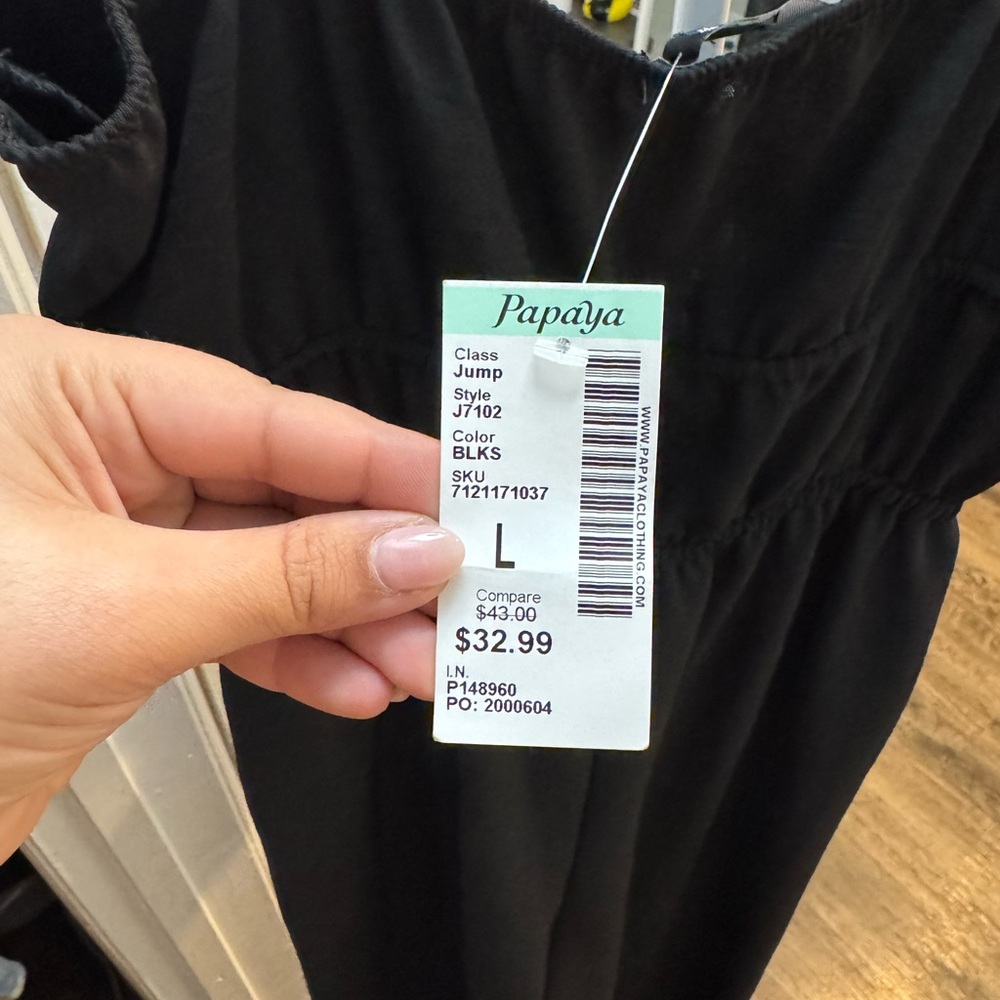 Papaya
Class
Jump
Style
J7102
Color
BLKS
SKU
7121171037
WWW.PAPAYACLOTHING.COM
L
Compare
$43.00
$32.99
I.N.
P148960
PO: 2000604